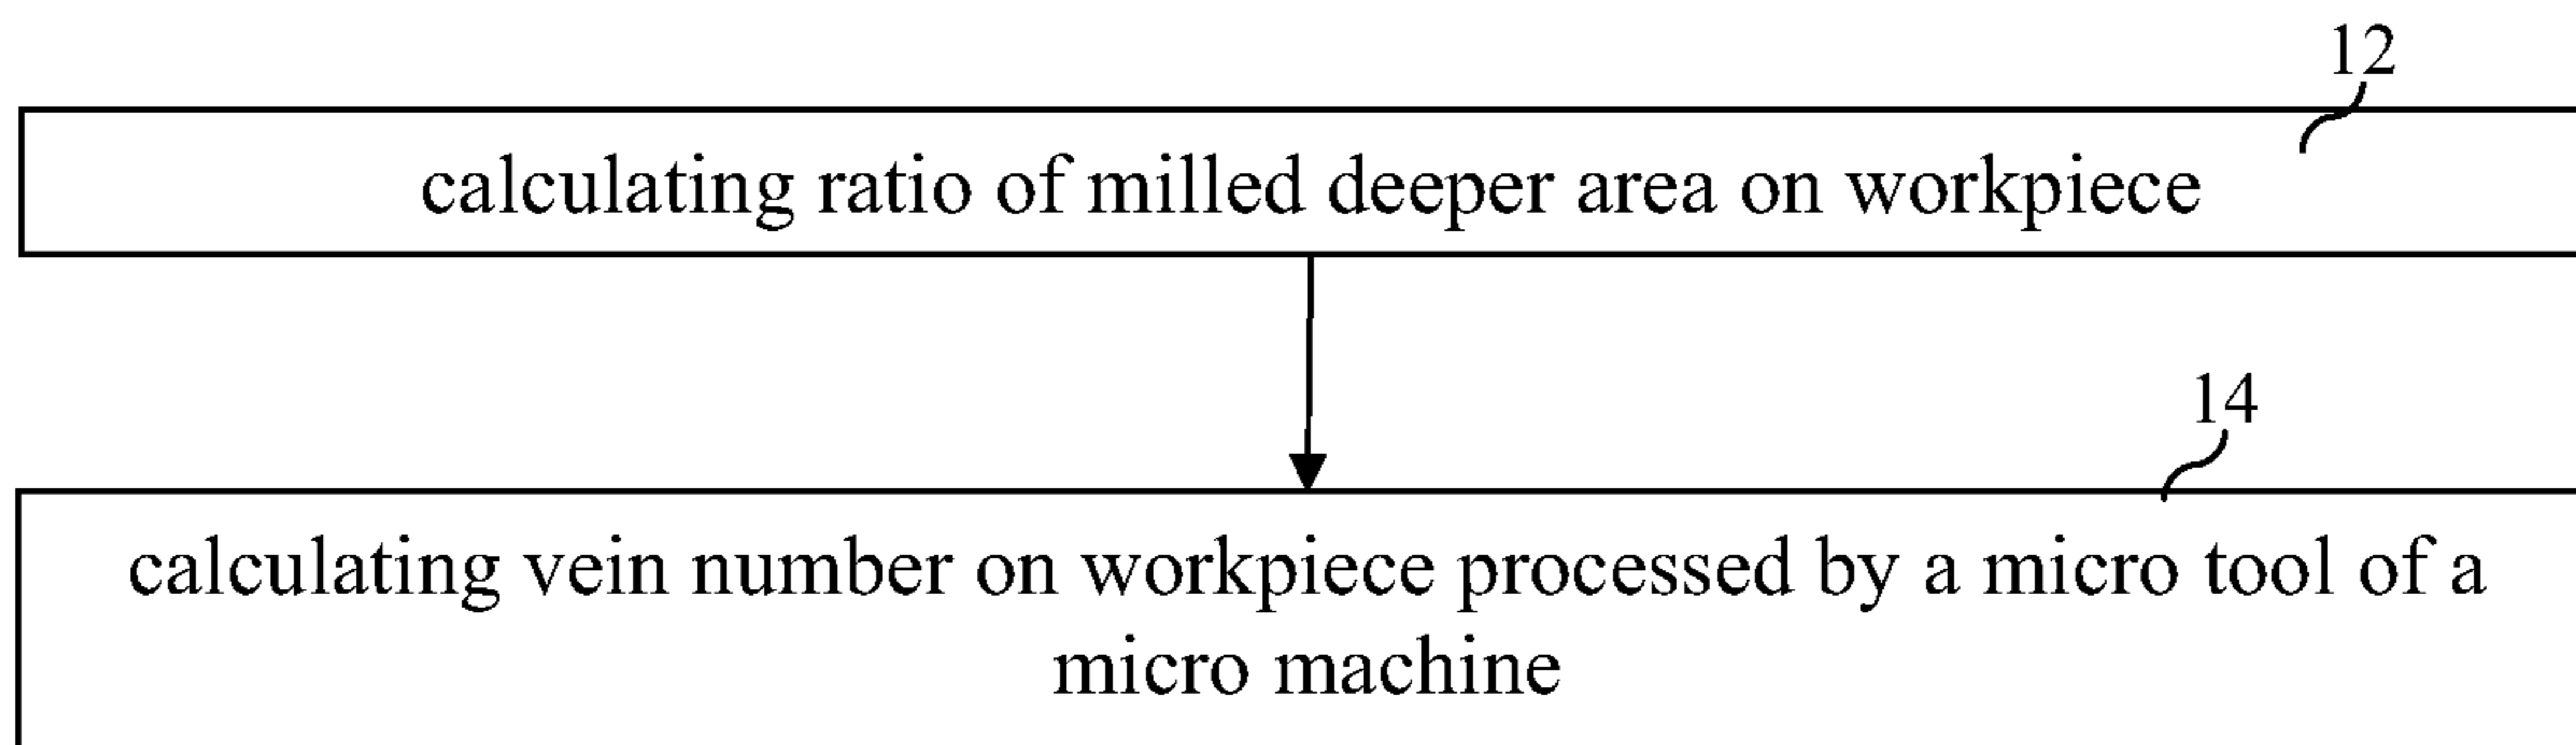 12
calculating ratio of milled deeper area on workpiece
14
calculating vein number on workpiece processed by a micro tool of a
micro machine